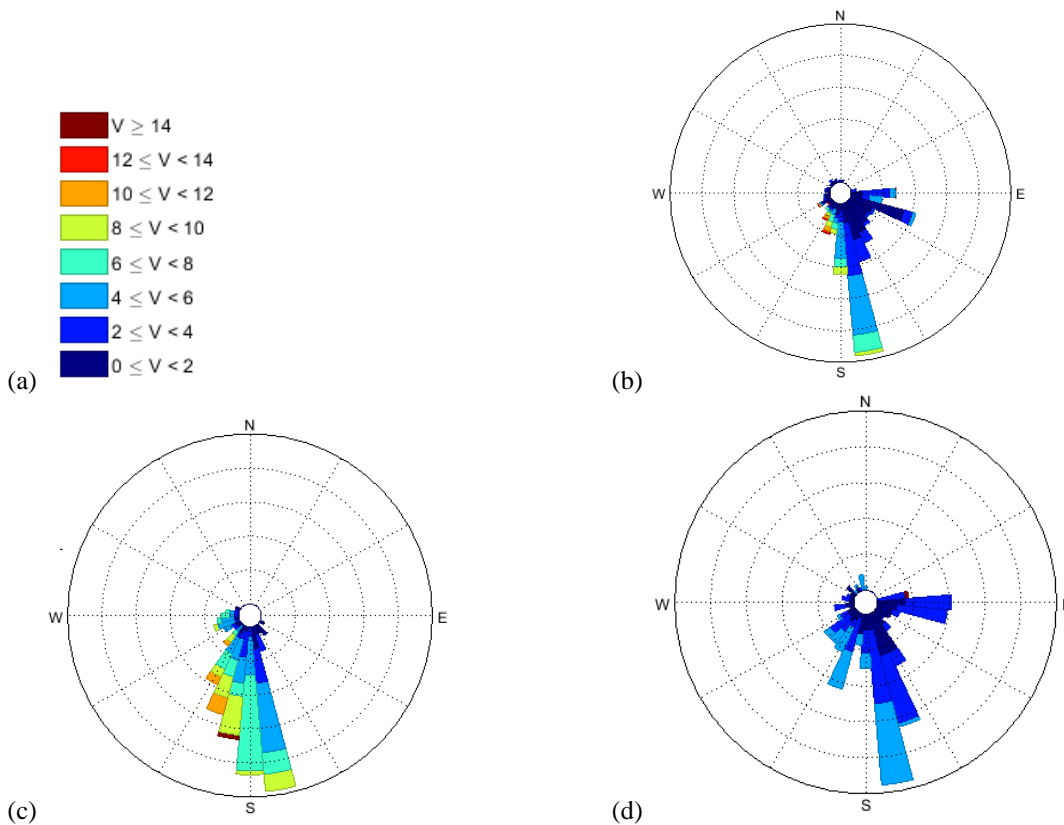 V ≥ 14
12 ≤ V < 14
10 ≤ V < 12
8 ≤ V < 10
6 ≤ V < 8
4 ≤ V < 6
2 ≤ V < 4
0 ≤ V < 2
(a)
N
W
E
S
(b)
N
W
E
S
(c)
N
W
S
(d)